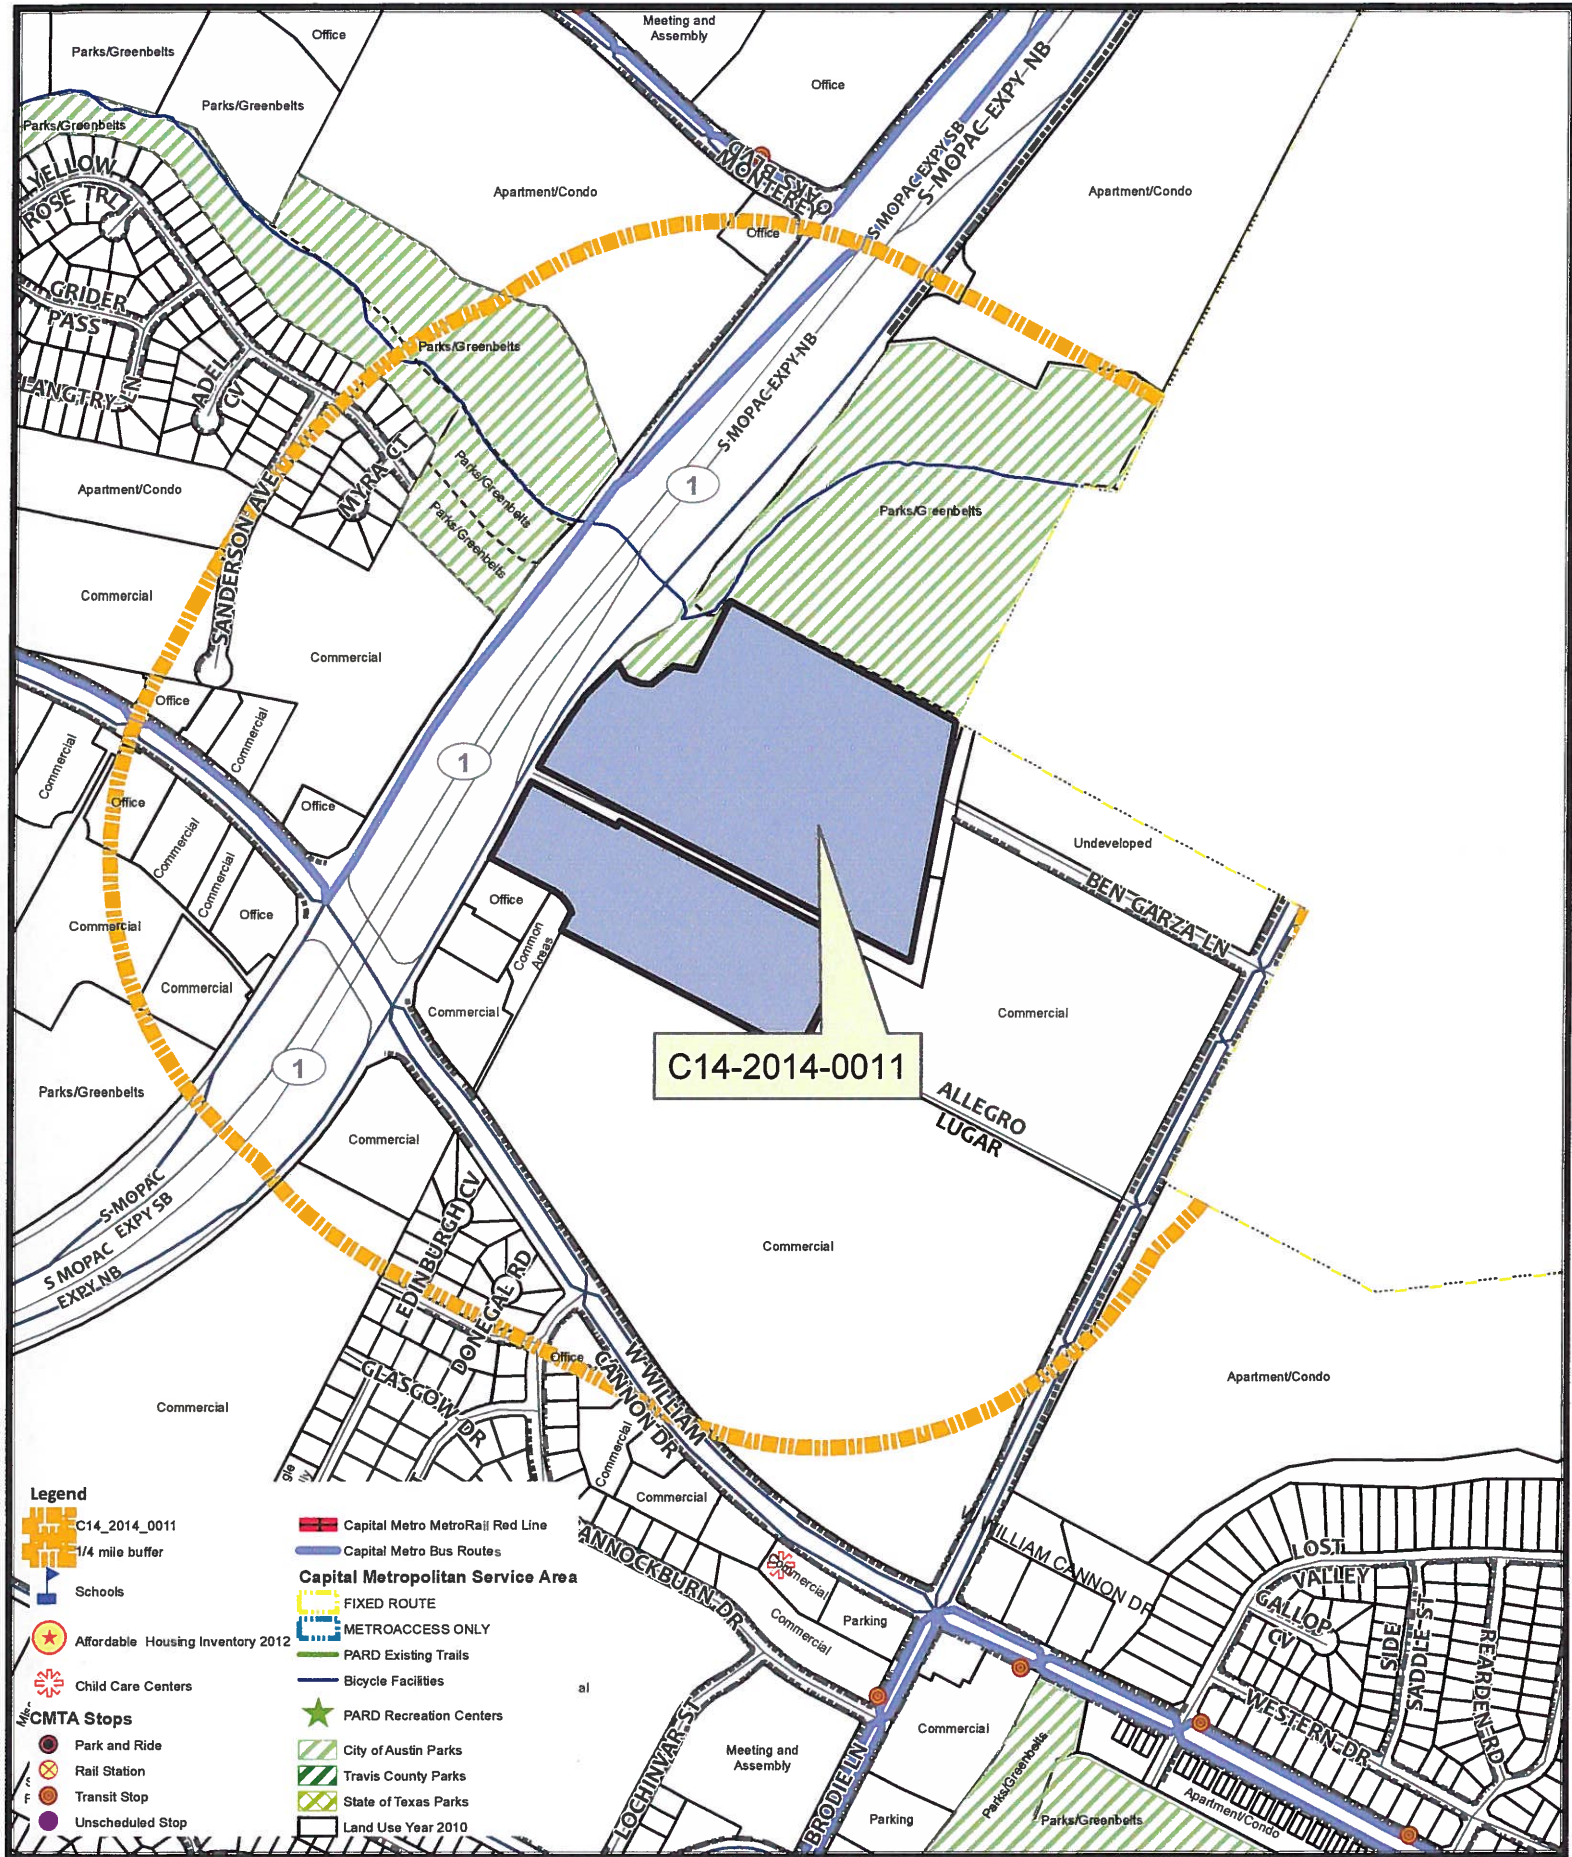 Meeting and
Assembly
Office
Parks/Greenbelts
Office
Parks/Greenbelts
Parks/Greenbelts
S-MOPAC-EXPY-NB
S-MOPAC-EXPY-SB
YELLOW
ROSE TRL
MONTEREY
OAKS BLVD
Apartment/Condo
Apartment/Condo
Office
GRIDER
PASS
Parks/Greenbelts
S-MOPAC-EXPY-NB
LANGTRY LN
ADEL
CV
MYRA CT
Apartment/Condo
Parks/Greenbelts
Parks/Greenbelts
1
Parks/Greenbelts
SANDERSON AVE
Commercial
Commercial
Office
Commercial
Commercial
1
Office
Office
Commercial
Commercial
Undeveloped
BEN GARZA LN
Office
Office
Commercial
Common
Areas
Commercial
Commercial
Commercial
C14-2014-0011
1
Parks/Greenbelts
ALLEGRO
LUGAR
Commercial
S-MOPAC
EXPY SB
S MOPAC
EXPY NB
EDINBURGH CV
DONEGAL RD
Commercial
GLASGOW DR
Office
W WILLIAM
CANNON DR
Apartment/Condo
Commercial
Commercial
Commercial
W WILLIAM CANNON DR
Commercial
Commercial
Parking
ANNOCKBURN DR
LOST
VALLEY
GALLOP
CV
SIDE
SADDLE ST
REARDEN RD
WESTERN DR
LOCHINVAR ST
Meeting and
Assembly
Commercial
BRODIE LN
Parking
Parks/Greenbelts
Parks/Greenbelts
Apartment/Condo
gle
al
Legend
C14_2014_0011
1/4 mile buffer
Schools
Affordable Housing Inventory 2012
Child Care Centers
CMTA Stops
Park and Ride
Rail Station
Transit Stop
Unscheduled Stop
Capital Metro MetroRail Red Line
Capital Metro Bus Routes
Capital Metropolitan Service Area
FIXED ROUTE
METROACCESS ONLY
PARD Existing Trails
Bicycle Facilities
PARD Recreation Centers
City of Austin Parks
Travis County Parks
State of Texas Parks
Land Use Year 2010